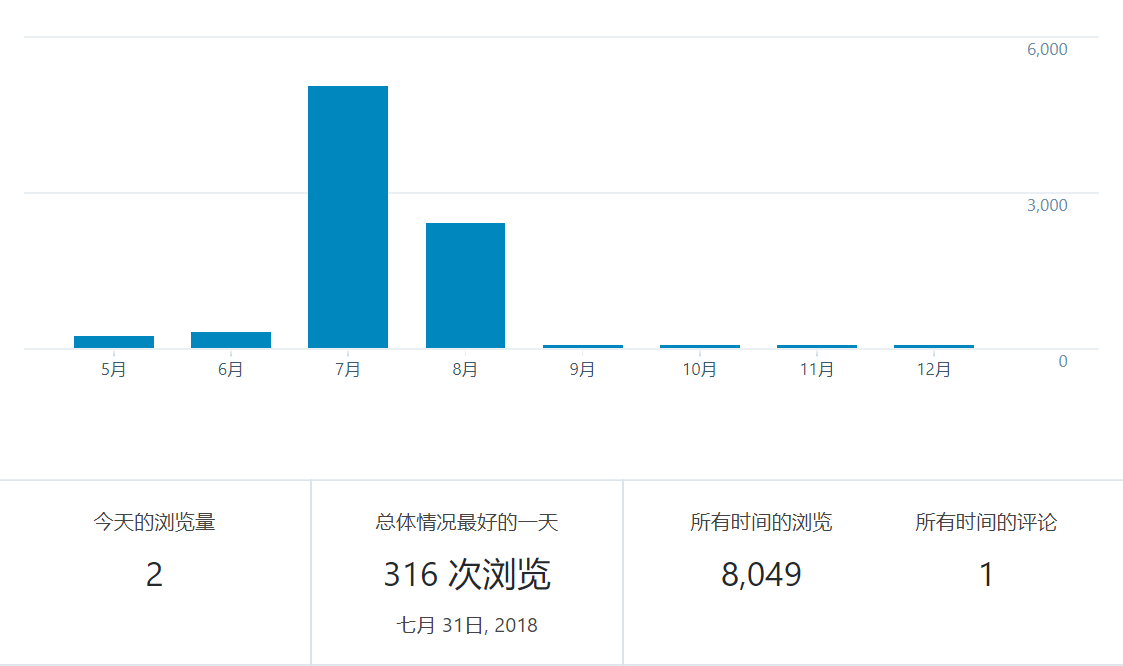 6,000
3,000
0
5月 6月 7月 8月 9月 10月 11月 12月
今天的浏览量
2
总体情况最好的一天
316 次浏览
七月 31日, 2018
所有时间的浏览
8,049
所有时间的评论
1